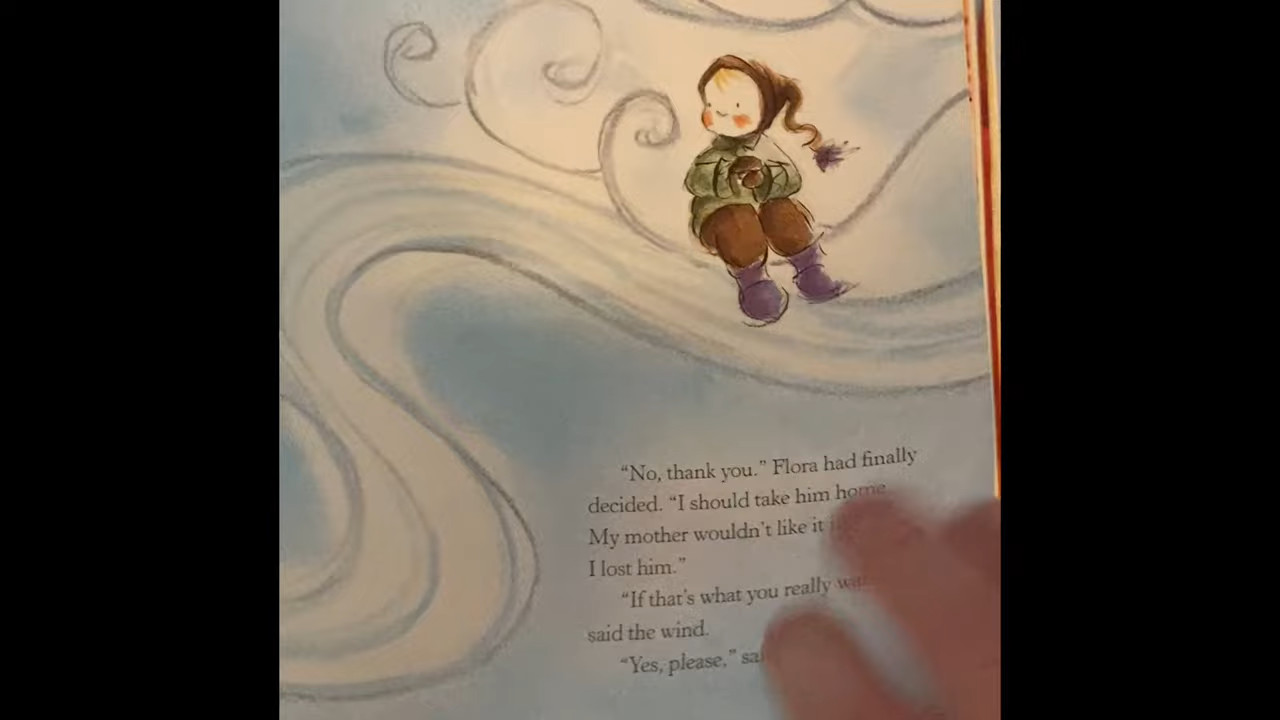 “No, thank you.” Flora had finally
decided. “I should take him home
My mother wouldn’t like it
I lost him.”
“If that’s what you really
said the wind.
“Yes, please,”